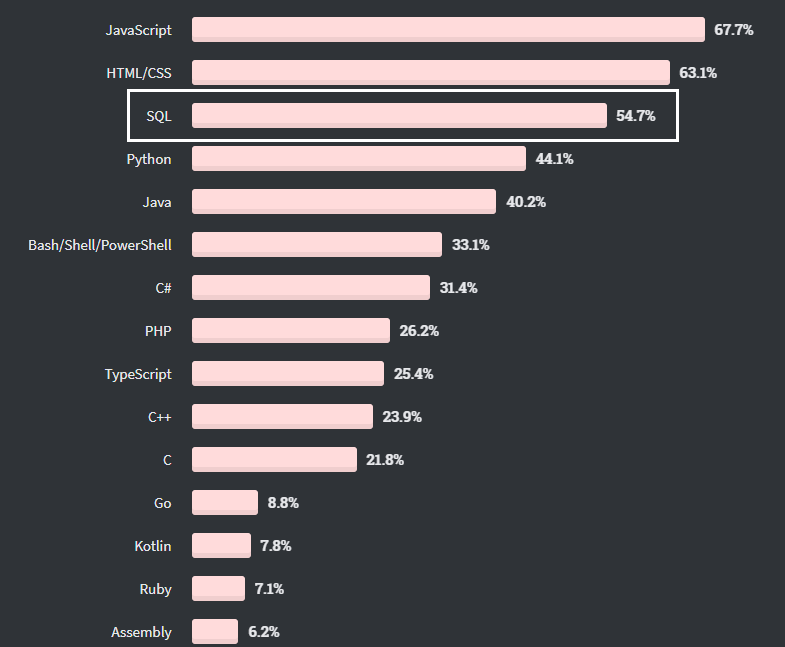 JavaScript 67.7%
HTML/CSS 63.1%
SQL 54.7%
Python 44.1%
Java 40.2%
Bash/Shell/PowerShell 33.1%
C# 31.4%
PHP 26.2%
TypeScript 25.4%
C++ 23.9%
C 21.8%
Go 8.8%
Kotlin 7.8%
Ruby 7.1%
Assembly 6.2%